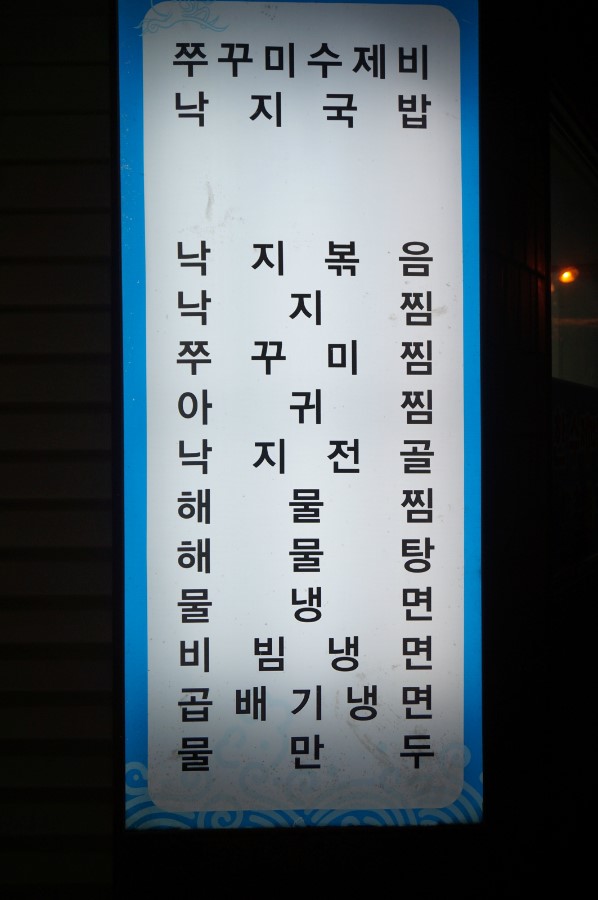 쭈꾸미수제비
낙지국밥
낙지볶음
낙지찜
쭈꾸미찜
아귀찜
낙지전골
해물찜
해물탕
물냉면
비빔냉면
곱배기냉면
물만두